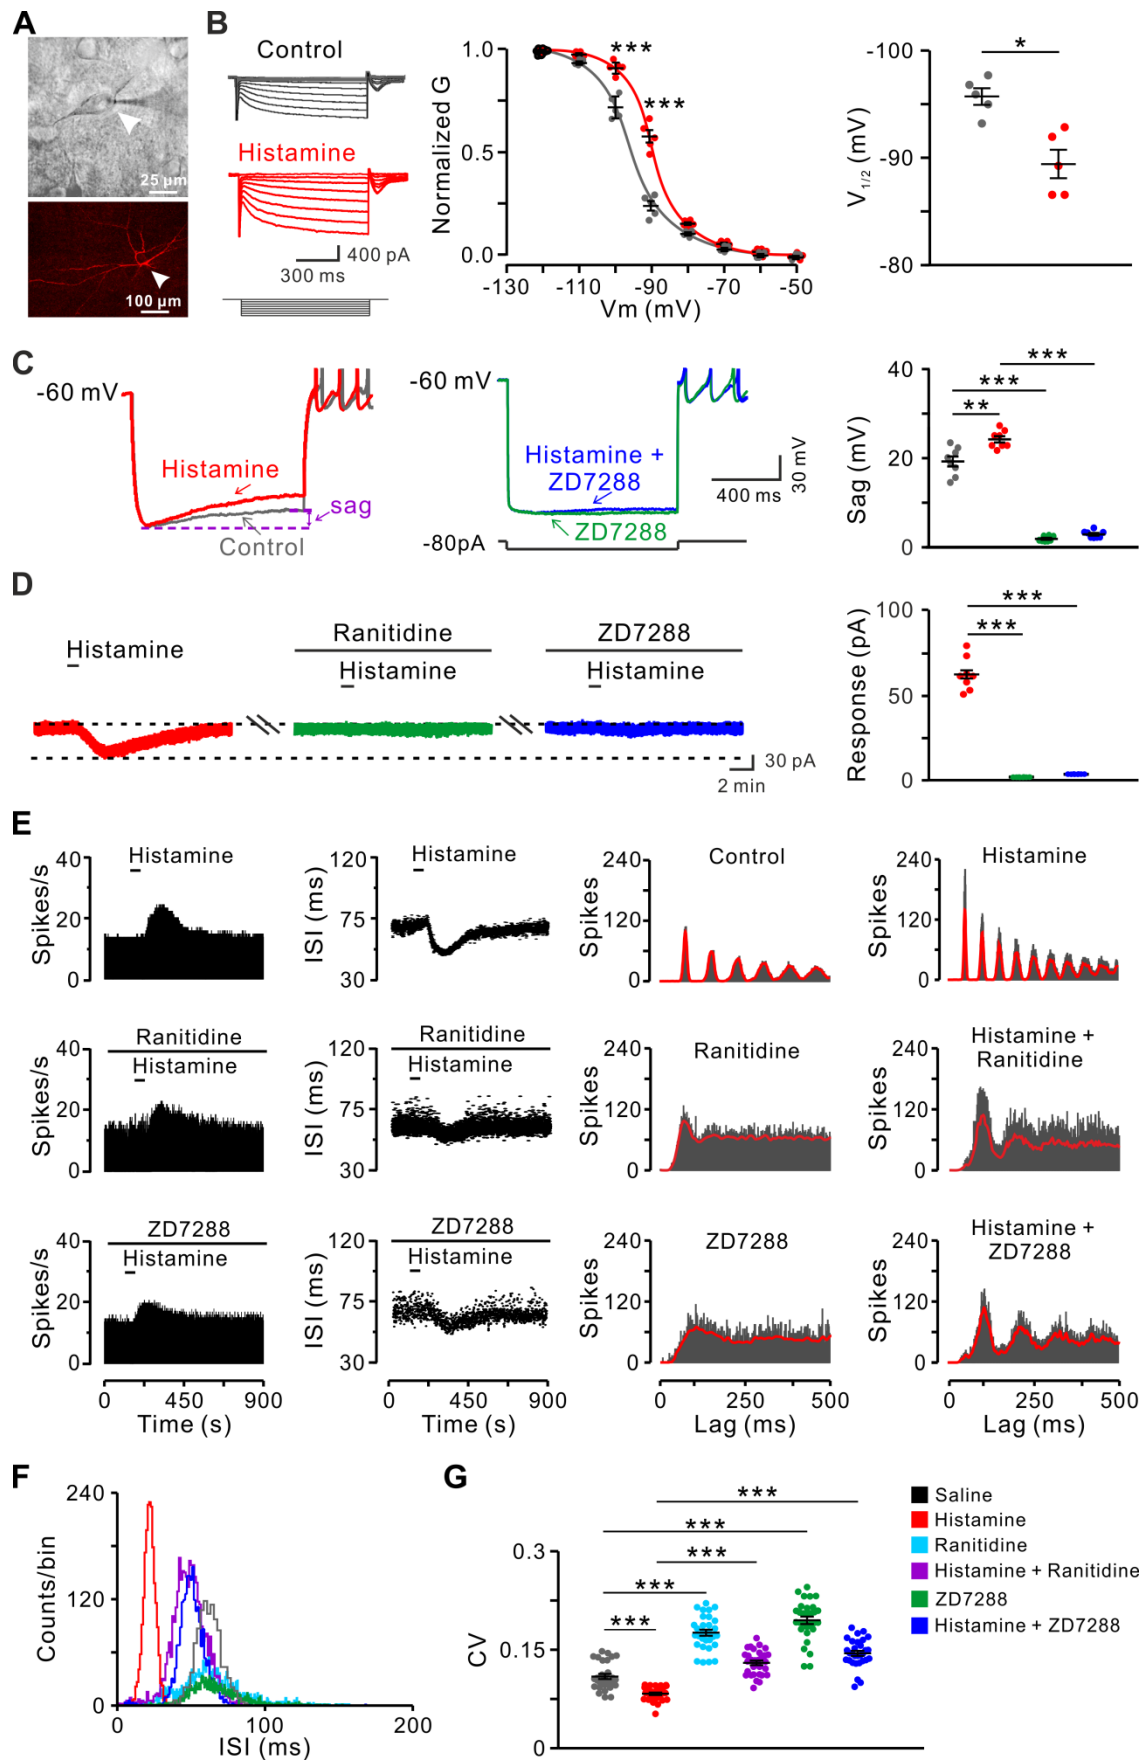 A
25 μm
100 μm
B
Control
Histamine
400 pA
300 ms
Normalized G
1.0
0.5
0.0
-130
-110
-90
-70
-50
Vm (mV)
***
***
V1/2 (mV)
-100
-90
-80
*
C
-60 mV
Histamine
sag
Control
-60 mV
Histamine +
ZD7288
ZD7288
-80pA
400 ms
30 mV
Sag (mV)
40
20
0
***
***
**
D
Histamine
Ranitidine
Histamine
ZD7288
Histamine
30 pA
2 min
Response (pA)
100
50
0
***
***
E
Spikes/s
40
20
0
Histamine
ISI (ms)
120
75
30
Histamine
Spikes
240
120
0
Control
Spikes
240
120
0
Histamine
Spikes/s
40
20
0
Ranitidine
Histamine
ISI (ms)
120
75
30
Ranitidine
Histamine
Spikes
240
120
0
Ranitidine
Spikes
240
120
0
Histamine +
Ranitidine
Spikes/s
40
20
0
ZD7288
Histamine
0
450
900
Time (s)
ISI (ms)
120
75
30
ZD7288
Histamine
0
450
900
Time (s)
Spikes
240
120
0
ZD7288
0
250
500
Lag (ms)
Spikes
240
120
0
Histamine +
ZD7288
0
250
500
Lag (ms)
F
Counts/bin
240
120
0
0
100
200
ISI (ms)
G
CV
0.3
0.15
0
***
***
***
***
***
Saline
Histamine
Ranitidine
Histamine + Ranitidine
ZD7288
Histamine + ZD7288